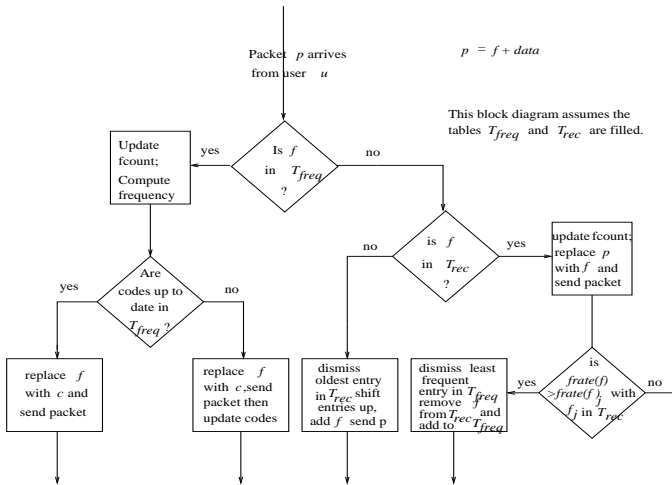 Packet p arrives
from user u
p = f + data
This block diagram assumes the
tables T_freq and T_rec are filled.
Is f
in T_freq
?
yes
no
Update
fcount;
Compute
frequency
is f
in T_rec
?
no
yes
update fcount;
replace p
with f and
send packet
Are
codes up to
date in
T_freq ?
yes
no
replace f
with c and
send packet
replace f
with c,send
packet then
update codes
dismiss
oldest entry
in T_rec shift
entries up,
add f send p
dismiss least
frequent
entry in T_freq
remove f
from T_rec and
add to T_freq
yes
is
frate(f)
>frate(f_j) with
f_j in T_rec
no